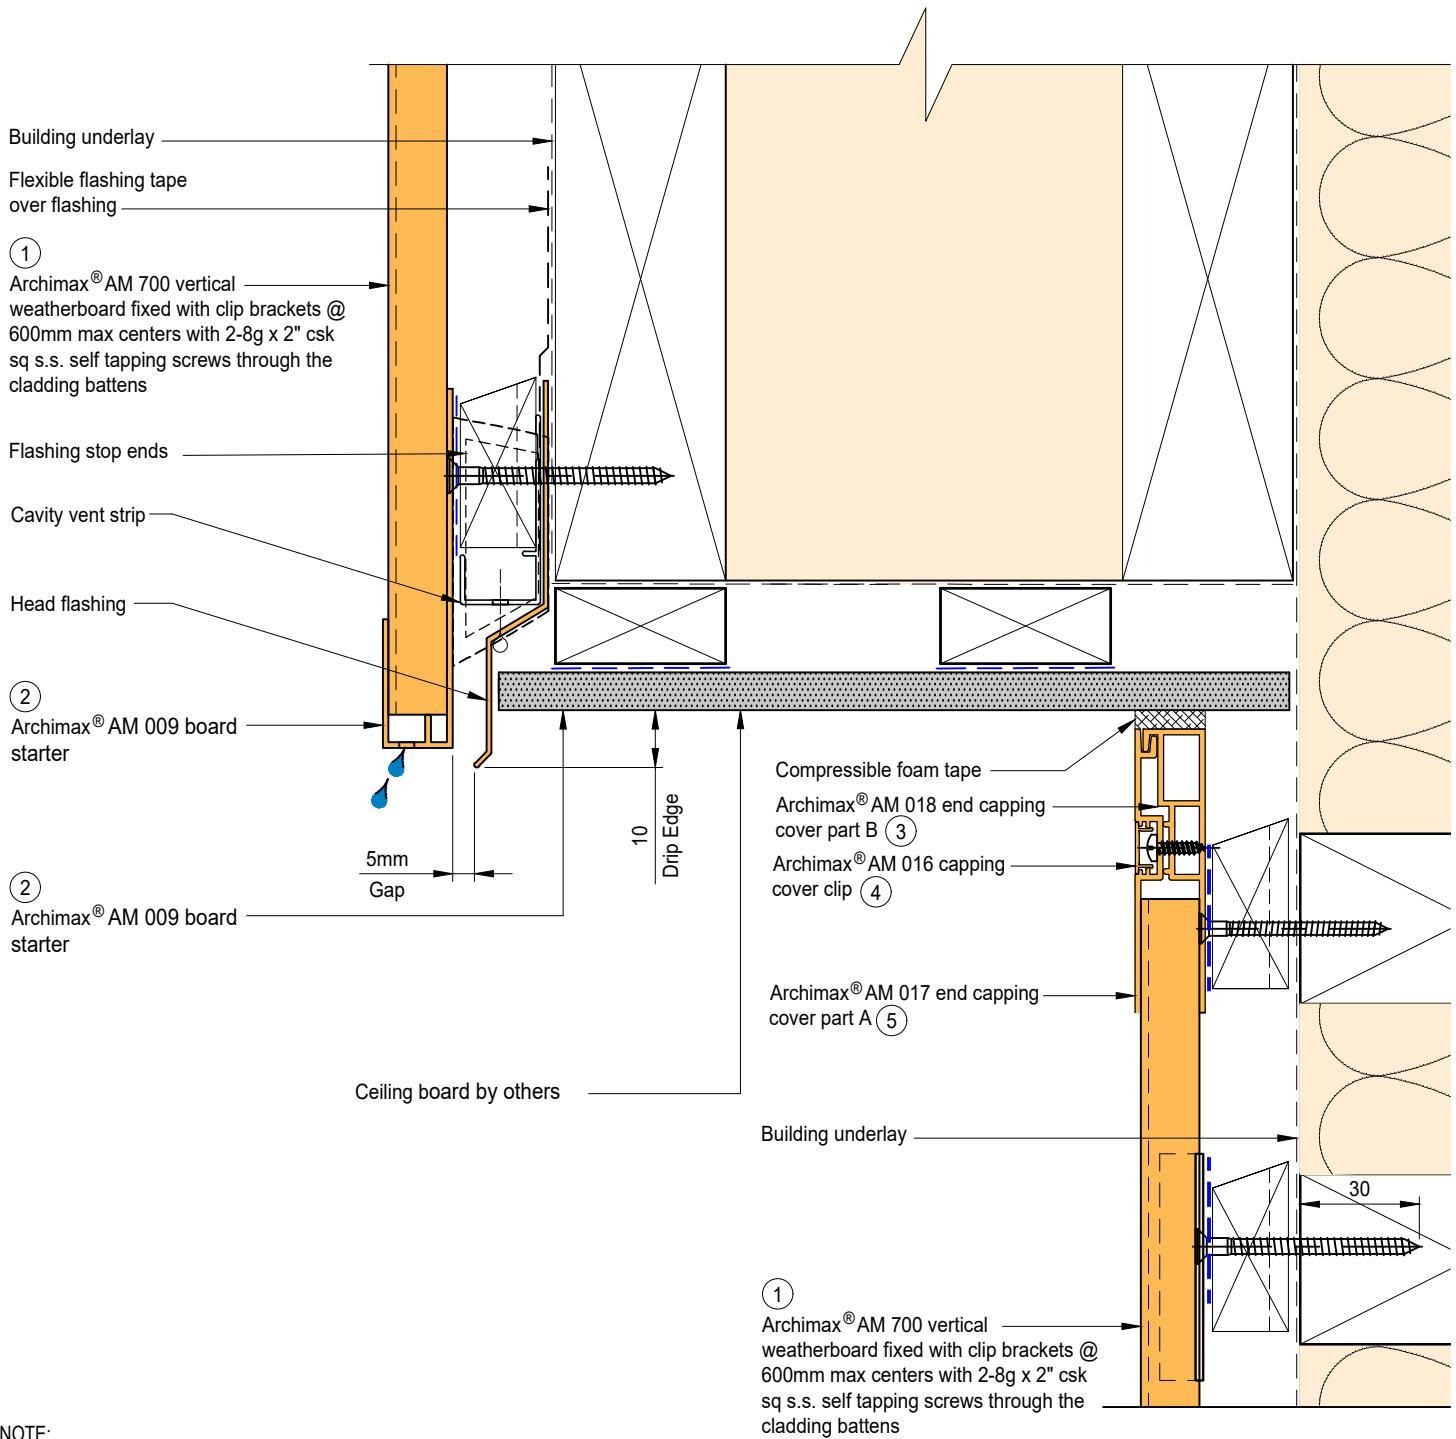 Building underlay
Flexible flashing tape
over flashing
1
Archimax® AM 700 vertical
weatherboard fixed with clip brackets @
600mm max centers with 2-8g x 2" csk
sq s.s. self tapping screws through the
cladding battens
Flashing stop ends
Cavity vent strip
Head flashing
2
Archimax® AM 009 board
starter
5mm
Gap
10
Drip Edge
2
Archimax® AM 009 board
starter
Compressible foam tape
Archimax® AM 018 end capping
cover part B 3
Archimax® AM 016 capping
cover clip 4
Archimax® AM 017 end capping
cover part A 5
Ceiling board by others
Building underlay
30
1
Archimax® AM 700 vertical
weatherboard fixed with clip brackets @
600mm max centers with 2-8g x 2" csk
sq s.s. self tapping screws through the
cladding battens
NOTE: